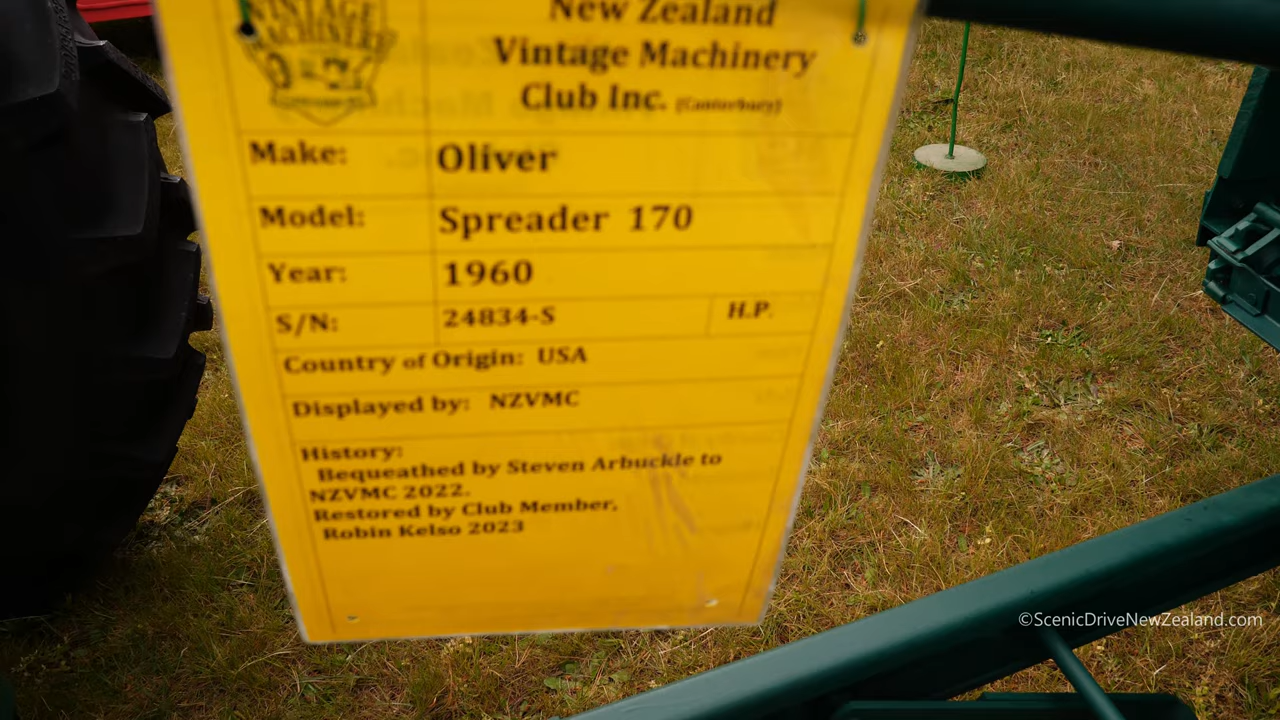 VINTAGE
MACHINERY
New Zealand
Vintage Machinery
Club Inc. (Canterbury)
Make: Oliver
Model: Spreader 170
Year: 1960
S/N: 24834-S H.P.
Country of Origin: USA
Displayed by: NZVMC
History:
Bequeathed by Steven Arbuckle to
NZVMC 2022.
Restored by Club Member,
Robin Kelso 2023
©ScenicDriveNewZealand.com